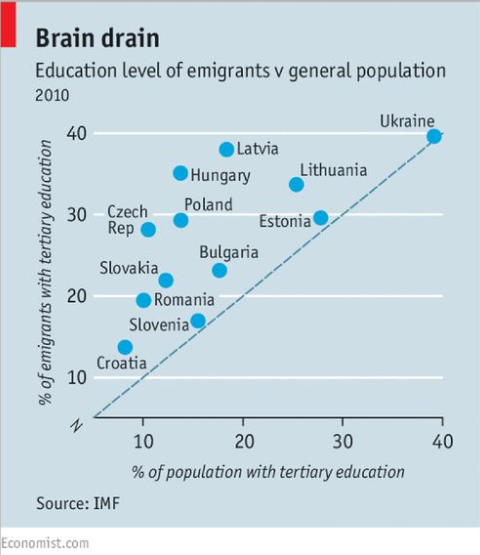 Brain drain
Education level of emigrants v general population
2010
% of emigrants with tertiary education
40
30
20
10
Ukraine
Latvia
Lithuania
Hungary
Poland
Czech
Rep
Estonia
Bulgaria
Slovakia
Romania
Slovenia
Croatia
10
20
30
40
% of population with tertiary education
Source: IMF
Economist.com